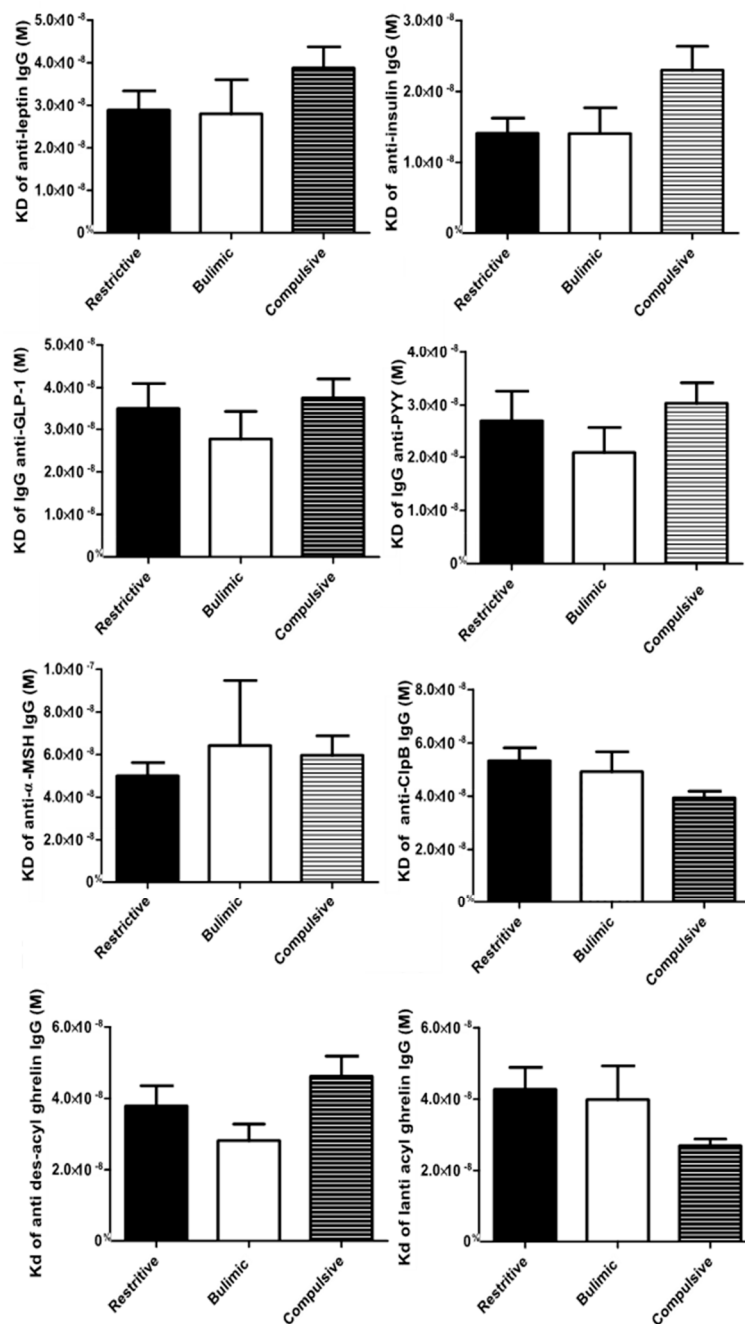 KD of anti-leptin IgG (M)
5.0×10 -8
4.0×10 -8
3.0×10 -8
2.0×10 -8
1.0×10 -8
0%
Restrictive
Bulimic
Compulsive
KD of anti-insulin IgG (M)
3.0×10 -8
2.0×10 -8
1.0×10 -8
0%
Restrictive
Bulimic
Compulsive
KD of IgG anti-GLP-1 (M)
5.0×10 -8
4.0×10 -8
3.0×10 -8
2.0×10 -8
1.0×10 -8
0%
Restrictive
Bulimic
Compulsive
KD of IgG anti-PYY (M)
4.0×10 -8
3.0×10 -8
2.0×10 -8
1.0×10 -8
0%
Restrictive
Bulimic
Compulsive
KD of anti-α-MSH IgG (M)
1.0×10 -7
8.0×10 -8
6.0×10 -8
4.0×10 -8
2.0×10 -8
0%
Restrictive
Bulimic
Compulsive
KD of anti-ClpB IgG (M)
8.0×10 -8
6.0×10 -8
4.0×10 -8
2.0×10 -8
0%
Restrictive
Bulimic
Compulsive
Kd of anti des-acyl ghrelin IgG (M)
6.0×10 -8
4.0×10 -8
2.0×10 -8
0%
Restritive
Bulimic
Compulsive
Kd of Ianti acyl ghrelin IgG (M)
6.0×10 -8
4.0×10 -8
2.0×10 -8
0%
Restrictive
Bulimic
Compulsive